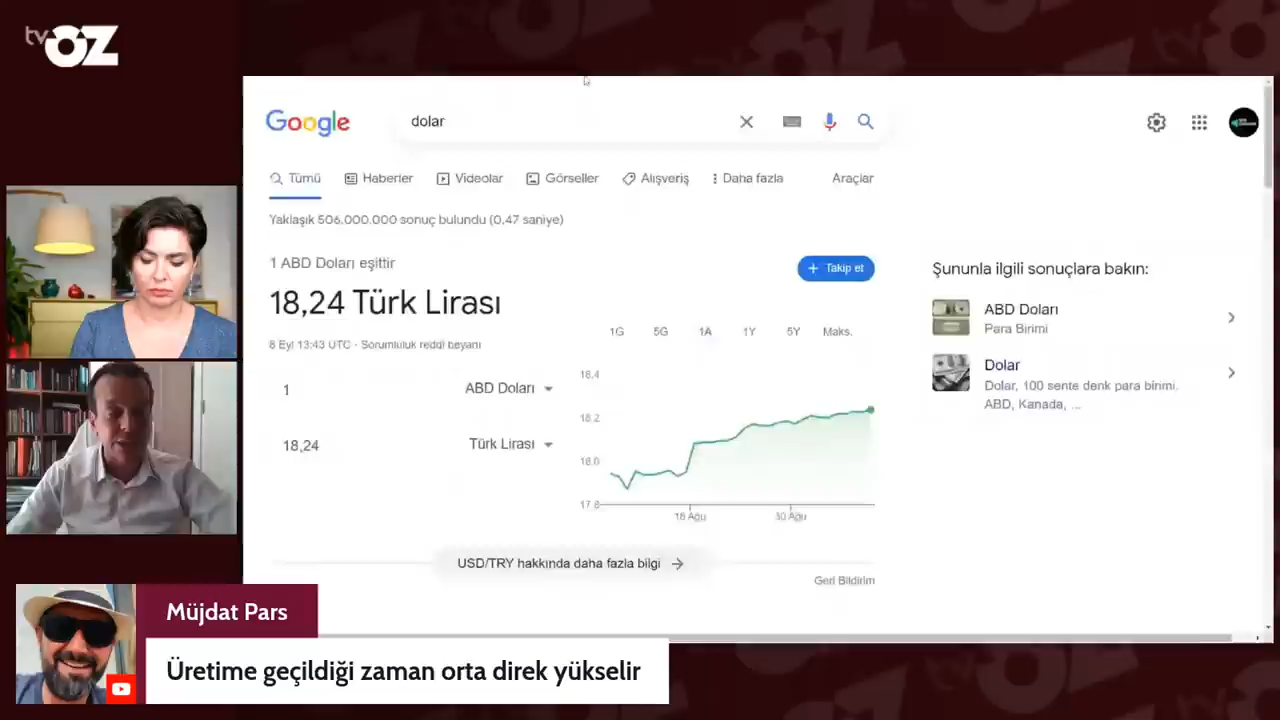 tv ÖZ
Google
dolar
Tümü Haberler Videolar Görseller Alışveriş Daha fazla Araçlar
Yaklaşık 506.000.000 sonuç bulundu (0,47 saniye)
1 ABD Doları eşittir
Takip et
18,24 Türk Lirası
8 Eyl 13:43 UTC · Sorumluluk reddi beyanı
1G 5G 1A 1Y 5Y Maks.
1 ABD Doları
18,24 Türk Lirası
18,4
18,2
18,0
17,8
18 Ağu 30 Ağu
USD/TRY hakkında daha fazla bilgi
Geri Bildirim
Şununla ilgili sonuçlara bakın:
ABD Doları
Para Birimi
Dolar
Dolar, 100 sente denk para birimi.
ABD, Kanada, ...
Müjdat Pars
Üretime geçildiği zaman orta direk yükselir